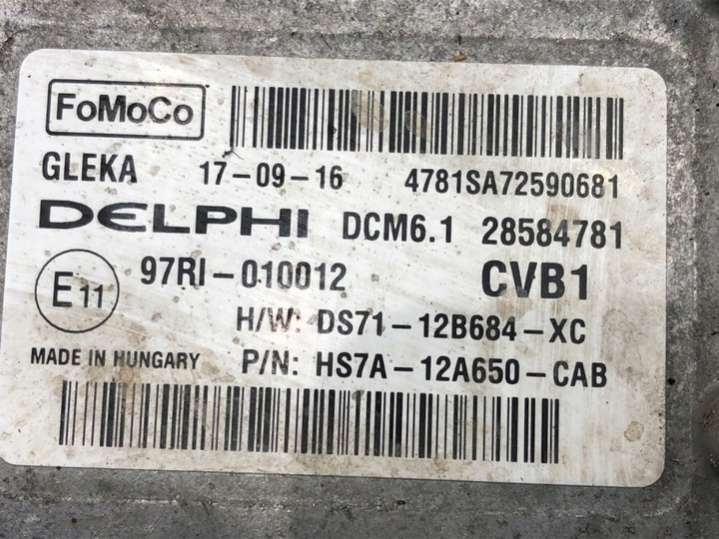 FoMoCo
GLEKA 17-09-16 4781SA72590681
DELPHI DCM6.1 28584781
E11 97RI-010012 CVB1
H/W: DS71-12B684-XC
MADE IN HUNGARY P/N: HS7A-12A650-CAB